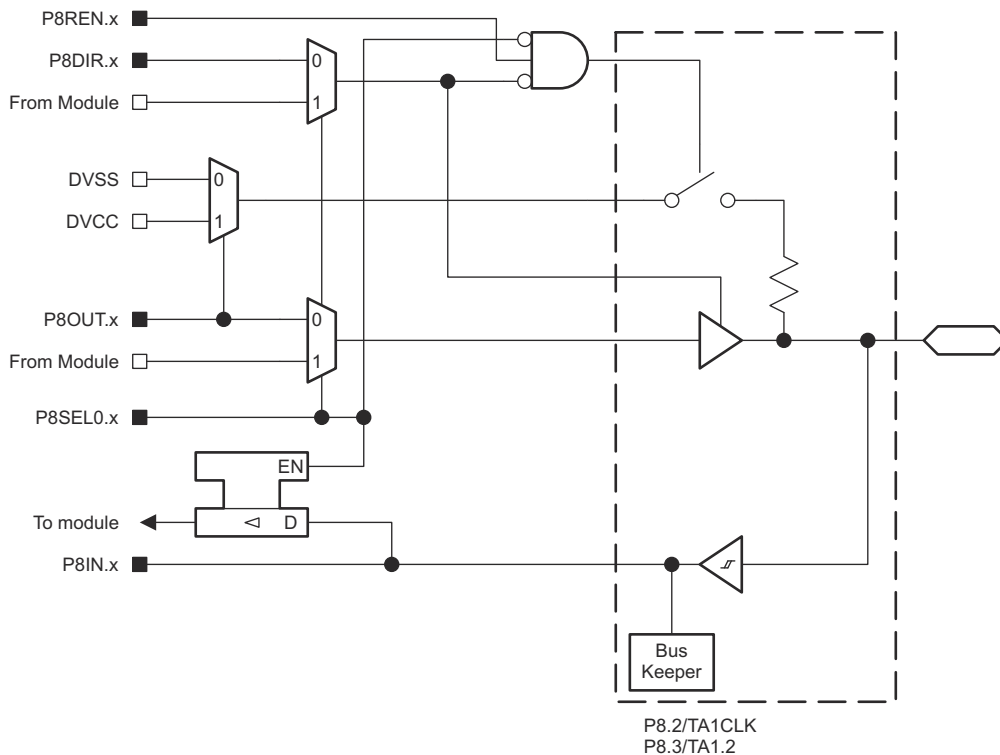 P8REN.x
P8DIR.x
0
From Module
1
DVSS
0
DVCC
1
P8OUT.x
0
From Module
1
P8SEL0.x
EN
To module
D
P8IN.x
Bus
Keeper
P8.2/TA1CLK
P8.3/TA1.2